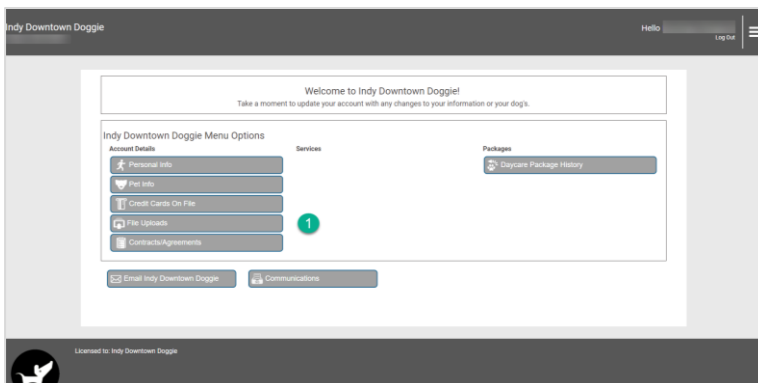 Indy Downtown Doggie
Hello
Log Out
Welcome to Indy Downtown Doggie!
Take a moment to update your account with any changes to your information or your dog's.
Indy Downtown Doggie Menu Options
Account Details
Services
Packages
Personal Info
Daycare Package History
Pet Info
Credit Cards On File
File Uploads
1
Contracts/Agreements
Email Indy Downtown Doggie
Communications
Licensed to: Indy Downtown Doggie